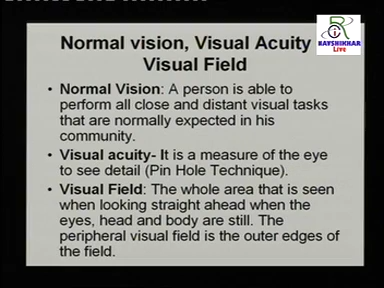 RAVSHIKHAR
Live
Normal vision, Visual Acuity
Visual Field
• Normal Vision: A person is able to
perform all close and distant visual tasks
that are normally expected in his
community.
• Visual acuity- It is a measure of the eye
to see detail (Pin Hole Technique).
• Visual Field: The whole area that is seen
when looking straight ahead when the
eyes, head and body are still. The
peripheral visual field is the outer edges of
the field.